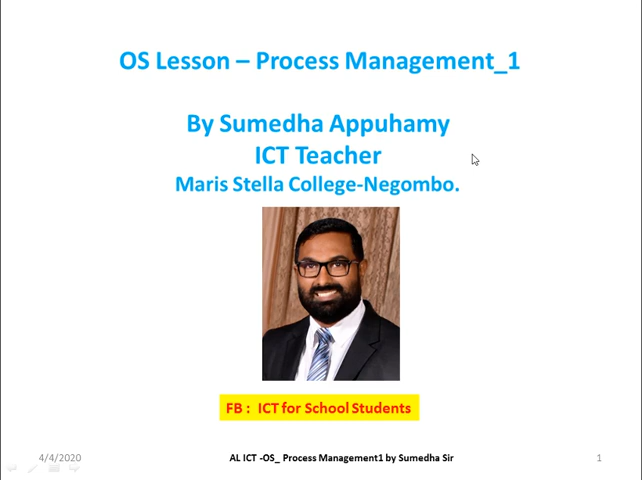 OS Lesson – Process Management_1
By Sumedha Appuhamy
ICT Teacher
Maris Stella College-Negombo.
FB : ICT for School Students
4/4/2020
AL ICT -OS_ Process Management1 by Sumedha Sir
1